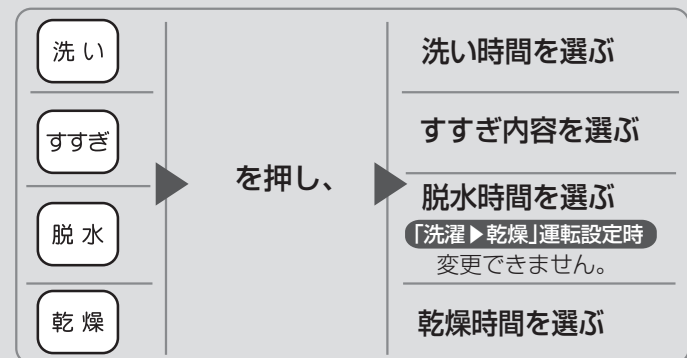 洗い
洗い時間を選ぶ
すすぎ
すすぎ内容を選ぶ
を押し、
脱水
脱水時間を選ぶ
「洗濯▶乾燥」運転設定時
変更できません。
乾燥
乾燥時間を選ぶ